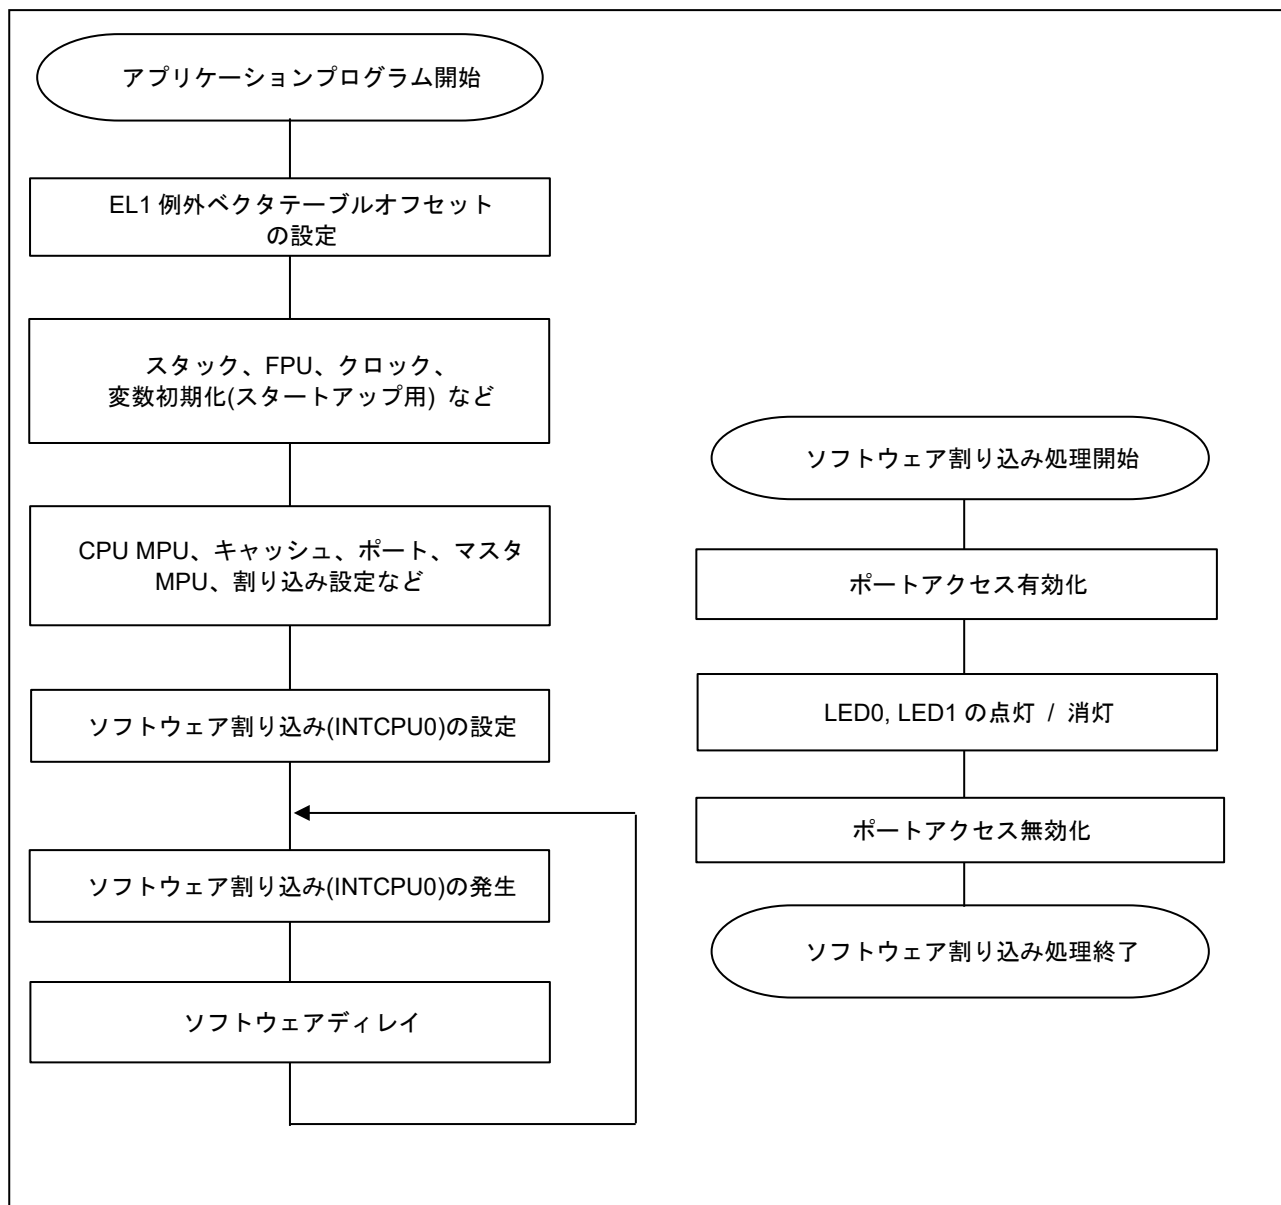 アプリケーションプログラム開始
EL1 例外ベクタテーブルオフセット
の設定
スタック、FPU、クロック、
変数初期化(スタートアップ用) など
CPU MPU、キャッシュ、ポート、マスタ
MPU、割り込み設定など
ソフトウェア割り込み(INTCPU0)の設定
ソフトウェア割り込み(INTCPU0)の発生
ソフトウェアディレイ
ソフトウェア割り込み処理開始
ポートアクセス有効化
LED0, LED1 の点灯 / 消灯
ポートアクセス無効化
ソフトウェア割り込み処理終了